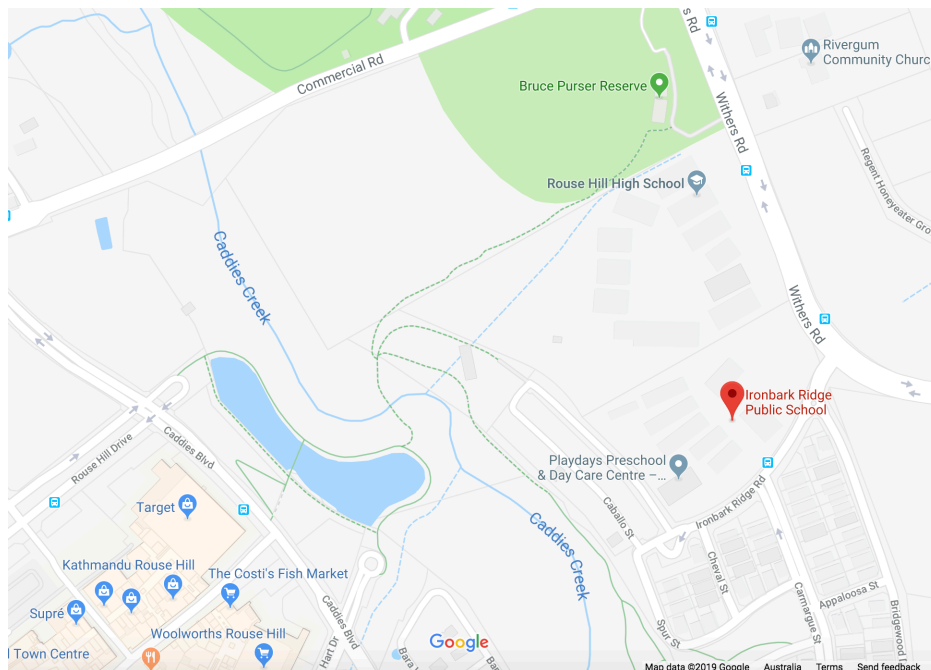 s Rd
Rivergum
Community Churc
Commercial Rd
Bruce Purser Reserve
Withers Rd
Regent Honeyeater Gro
Rouse Hill High School
Caddies Creek
Withers Rd
Ironbark Ridge
Public School
Rouse Hill Drive
Caddies Blvd
Playdays Preschool
& Day Care Centre –...
Target
Ironbark Ridge Rd
Caballo St
Caddies Creek
Kathmandu Rouse Hill
The Costi's Fish Market
Cheval St
Carmargue St
Appaloosa St
Bridgewood
Supré
Caddies Blvd
Spur St
Woolworths Rouse Hill
Hart Dr
Google
l Town Centre
Bara
Ba
Map data ©2019 Google
Australia
Terms
Send feedback